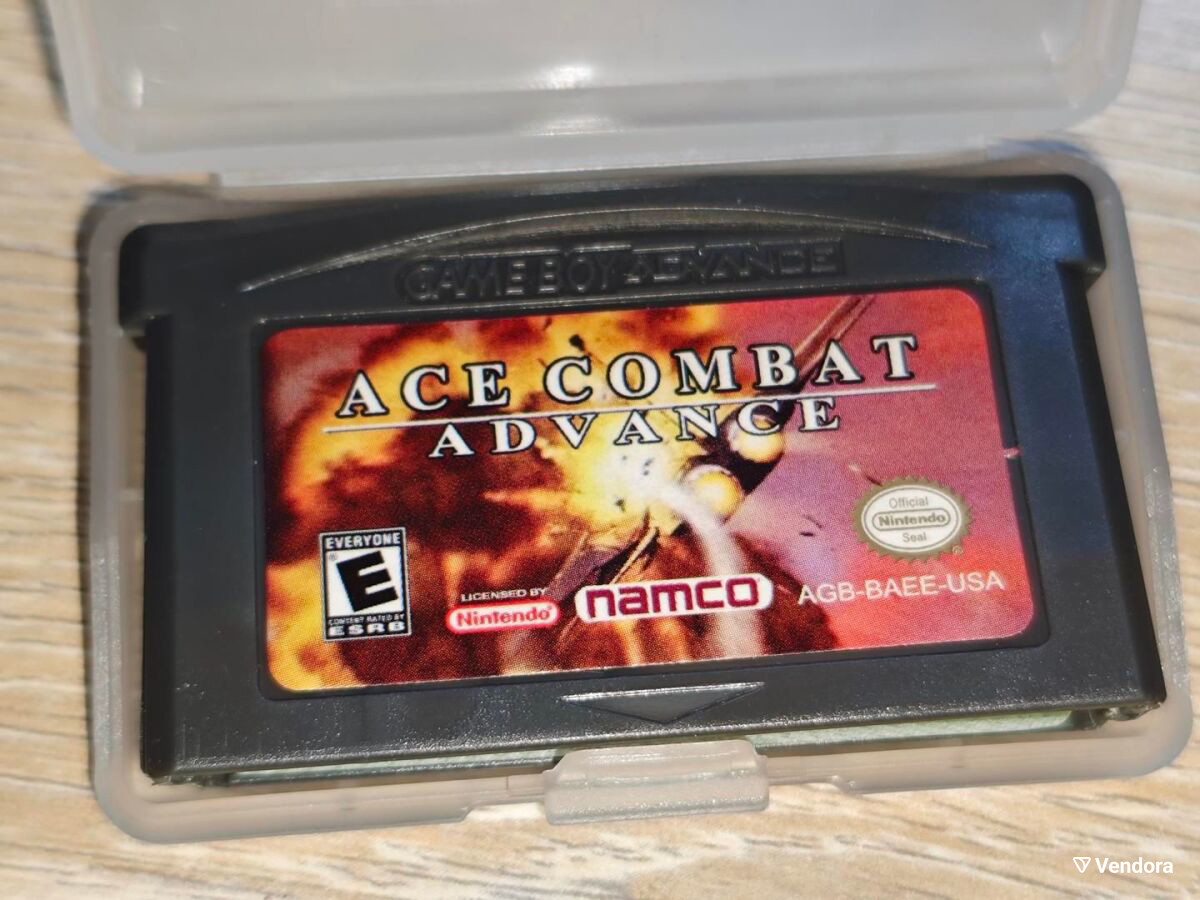 GAME BOY ADVANCE
ACE COMBAT
ADVANCE
EVERYONE
E
CONTENT RATED BY
ESRB
LICENSED BY
Nintendo®
namco
Official
Nintendo
Seal
®
AGB-BAEE-USA
Vendora